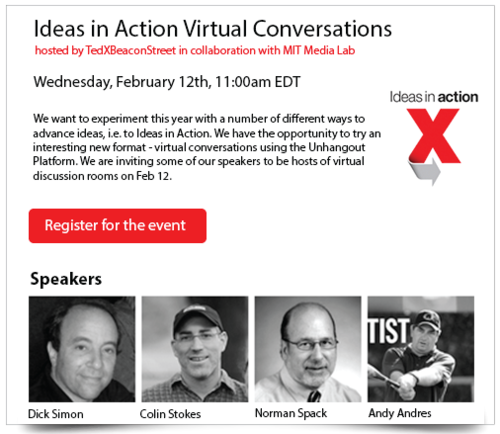 Ideas in Action Virtual Conversations
hosted by TedXBeaconStreet in collaboration with MIT Media Lab
Wednesday, February 12th, 11:00am EDT
Ideas in action
X
We want to experiment this year with a number of different ways to
advance ideas, i.e. to Ideas in Action. We have the opportunity to try an
interesting new format - virtual conversations using the Unhangout
Platform. We are inviting some of our speakers to be hosts of virtual
discussion rooms on Feb 12.
Register for the event
Speakers
TIST
Dick Simon
Colin Stokes
Norman Spack
Andy Andres